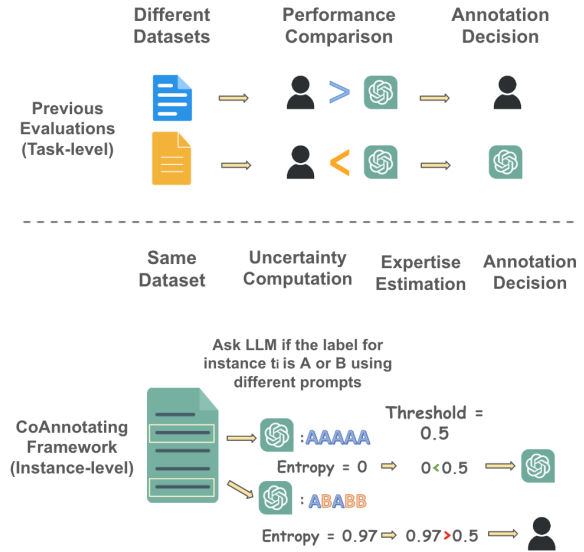 Different
Datasets
Performance
Comparison
Annotation
Decision
Previous
Evaluations
(Task-level)
>
<
Same
Dataset
Uncertainty
Computation
Expertise
Estimation
Annotation
Decision
Ask LLM if the label for
instance ti is A or B using
different prompts
CoAnnotating
Framework
(Instance-level)
:AAAAA
Threshold =
0.5
Entropy = 0
0<0.5
:ABABB
Entropy = 0.97
0.97>0.5